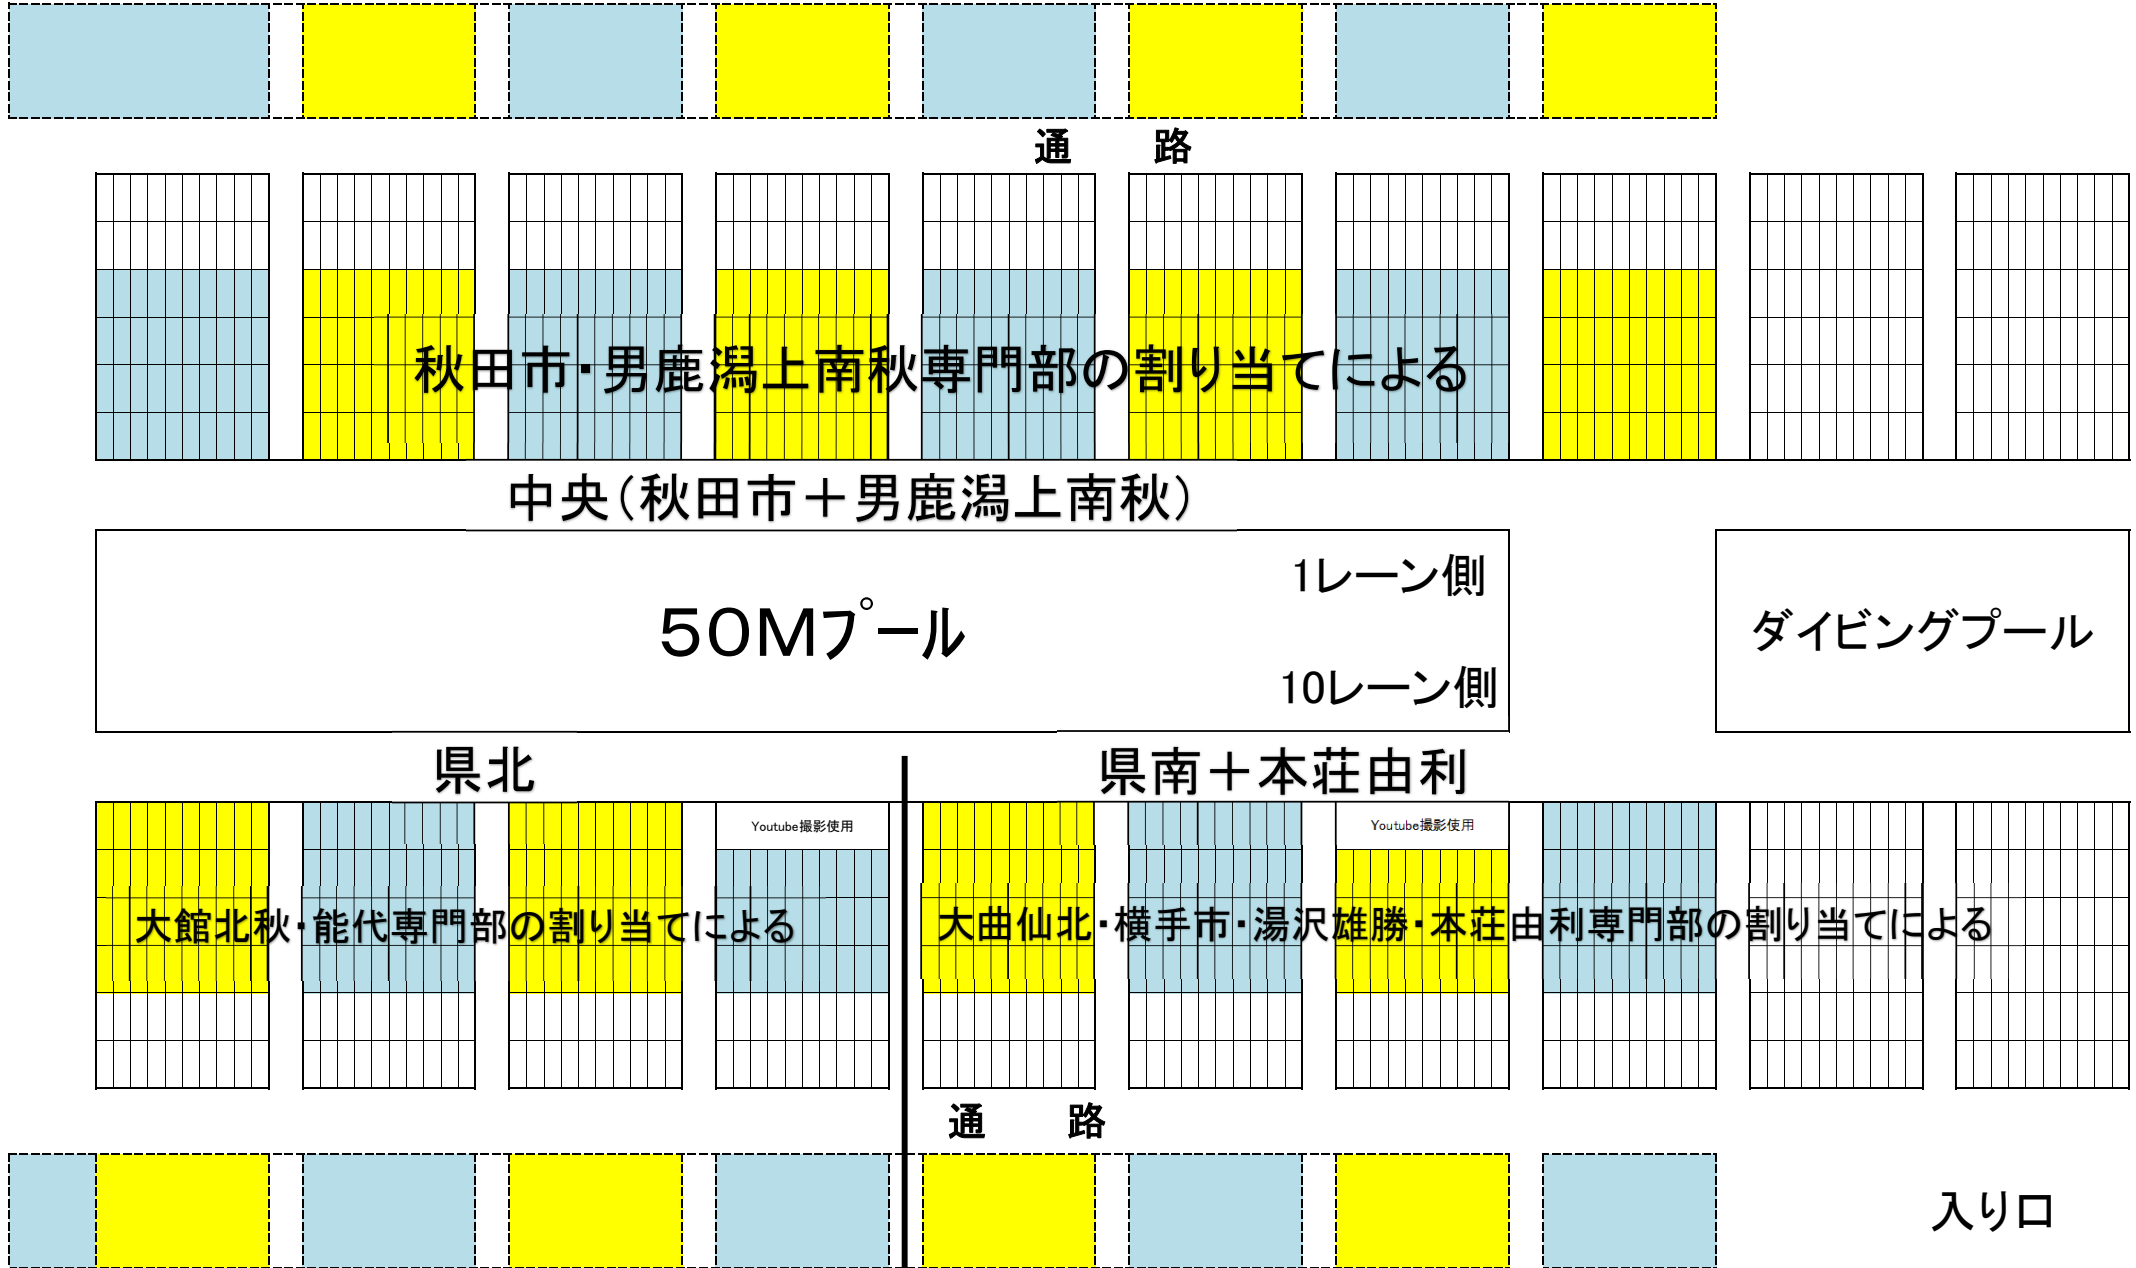 通　路
秋田市・男鹿潟上南秋専門部の割り当てによる
中央(秋田市＋男鹿潟上南秋)
1レーン側
５０Ｍプール
ダイビングプール
10レーン側
県北
県南＋本荘由利
Youtube撮影使用
Youtube撮影使用
大館北秋・能代専門部の割り当てによる
大曲仙北・横手市・湯沢雄勝・本荘由利専門部の割り当てによる
通　路
入り口